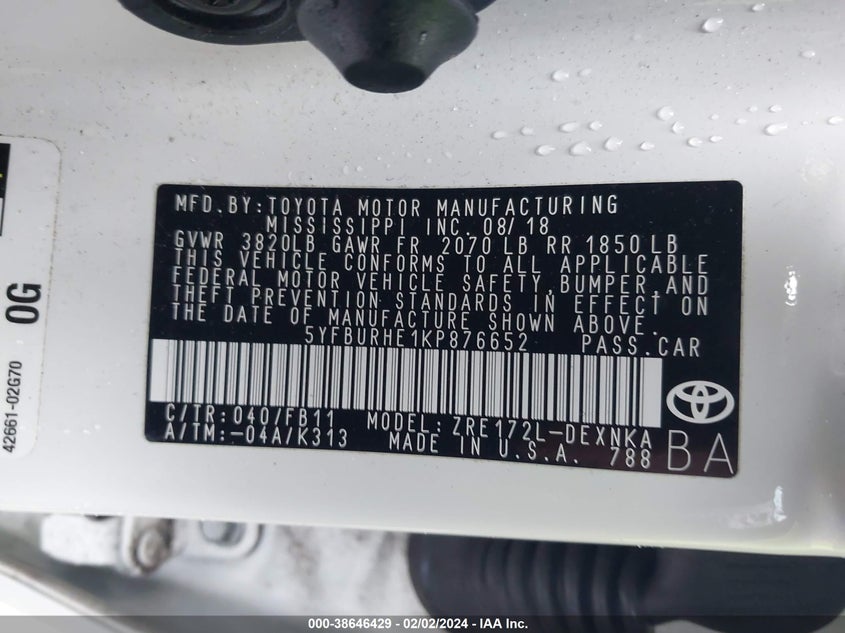 MFD.BY:TOYOTA MOTOR MANUFACTURING
MISSISSIPPI INC. 08/18
GVWR 3820LB GAWR FR 2070 LB RR 1850 LB
THIS VEHICLE CONFORMS TO ALL APPLICABLE
FEDERAL MOTOR VEHICLE SAFETY,BUMPER,AND
THEFT PREVENTION STANDARDS IN EFFECT ON
THE DATE OF MANUFACTURE SHOWN ABOVE.
5YFBURHE1KP876652 PASS.CAR
C/TR:040/FB11 MODEL:ZRE172L-DEXNKA
A/TM:-04A/K313 MADE IN U.S.A. 788
BA
0G
42661-02G70
000-38646429 - 02/02/2024 - IAA Inc.